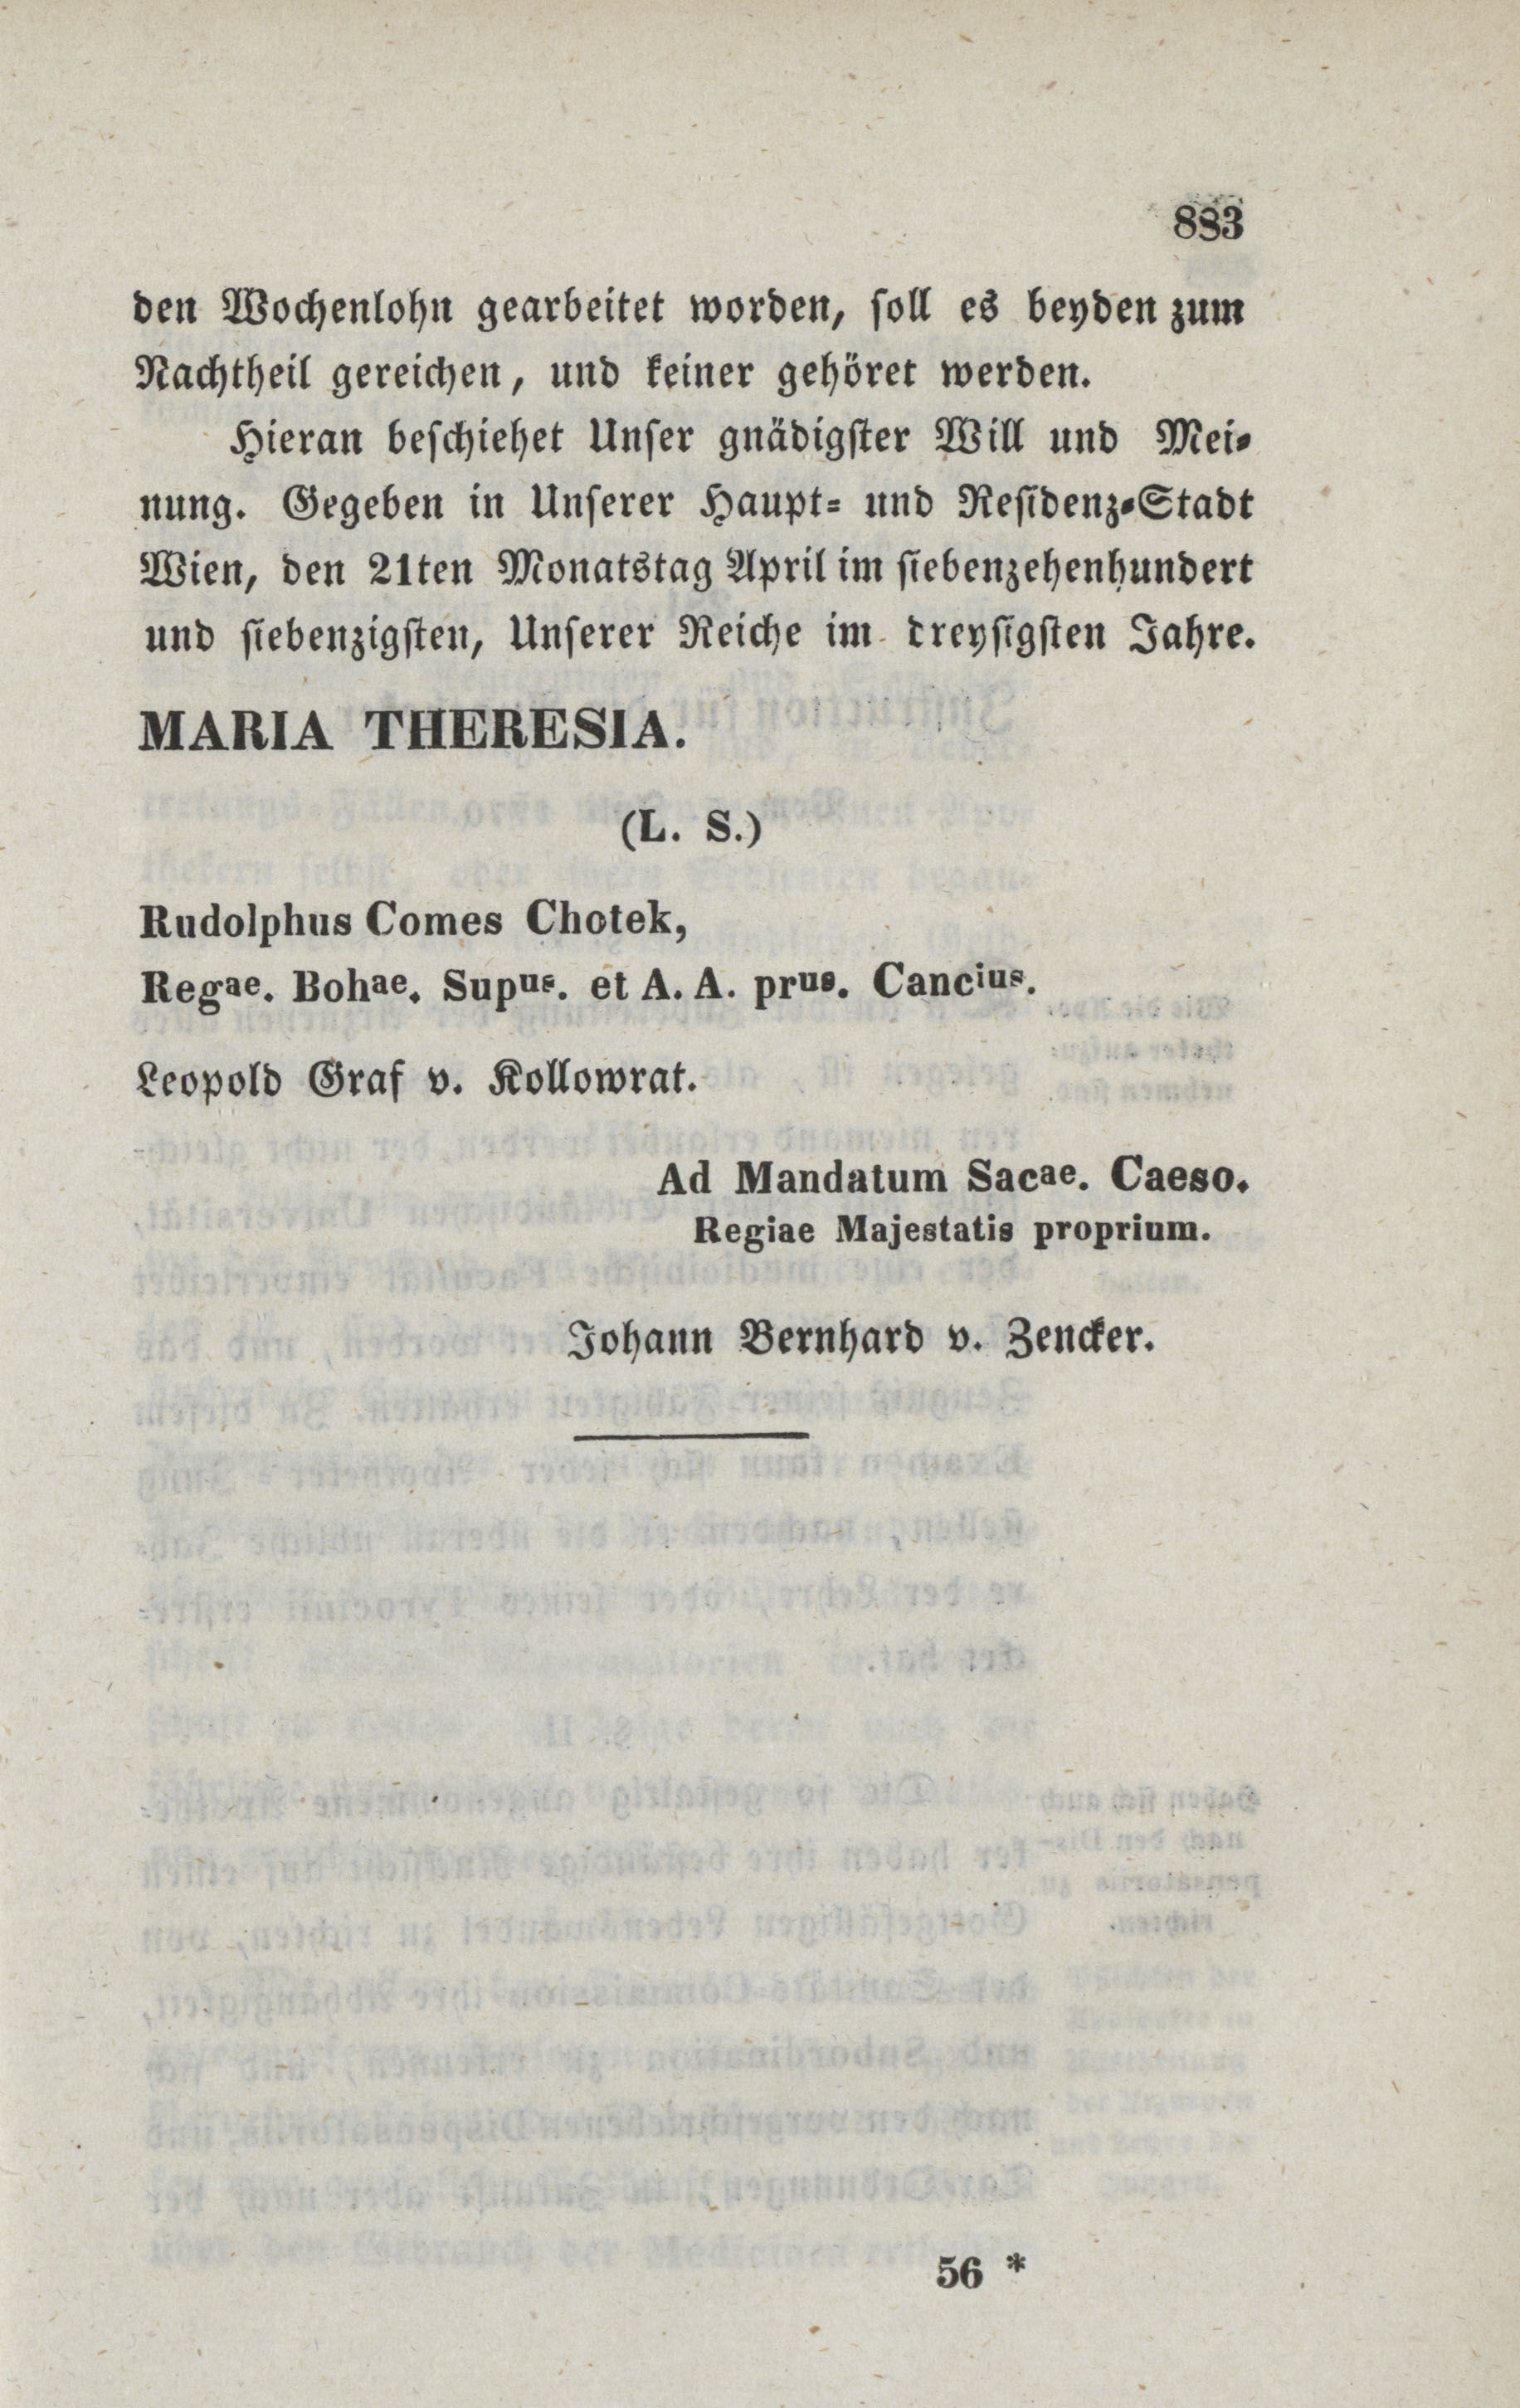 883
den Wochenlohn gearbeitet worden, soll es beyden zum
Nachtheil gereichen, und keiner gehöret werden.
Hieran beschiehet Unser gnädigster Will und Mei-
nung. Gegeben in Unserer Haupt- und Residenz-Stadt
Wien, den 21ten Monatstag April im siebenzehenhundert
und siebenzigsten, Unserer Reiche im dreysigsten Jahre.
MARIA THERESIA.
(L. S.)
Rudolphus Comes Chotek,
Regae. Bohae. Supus. et A. A. prus. Cancius.
Leopold Graf v. Kollowrat.
Ad Mandatum Sacae. Caeso.
Regiae Majestatis proprium.
Johann Bernhard v. Zencker.
56 *